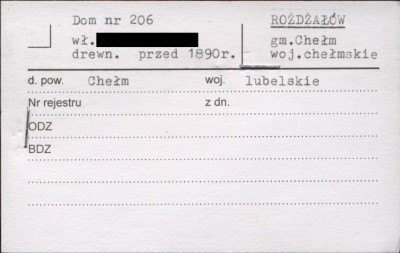 Dom nr 206
wł.
drewn. przed 1890r.
ROŻDŻAŁÓW
gm.Chełm
woj.chełmskie
d. pow. Chełm woj. lubelskie
Nr rejestru z dn.
ODZ
BDZ